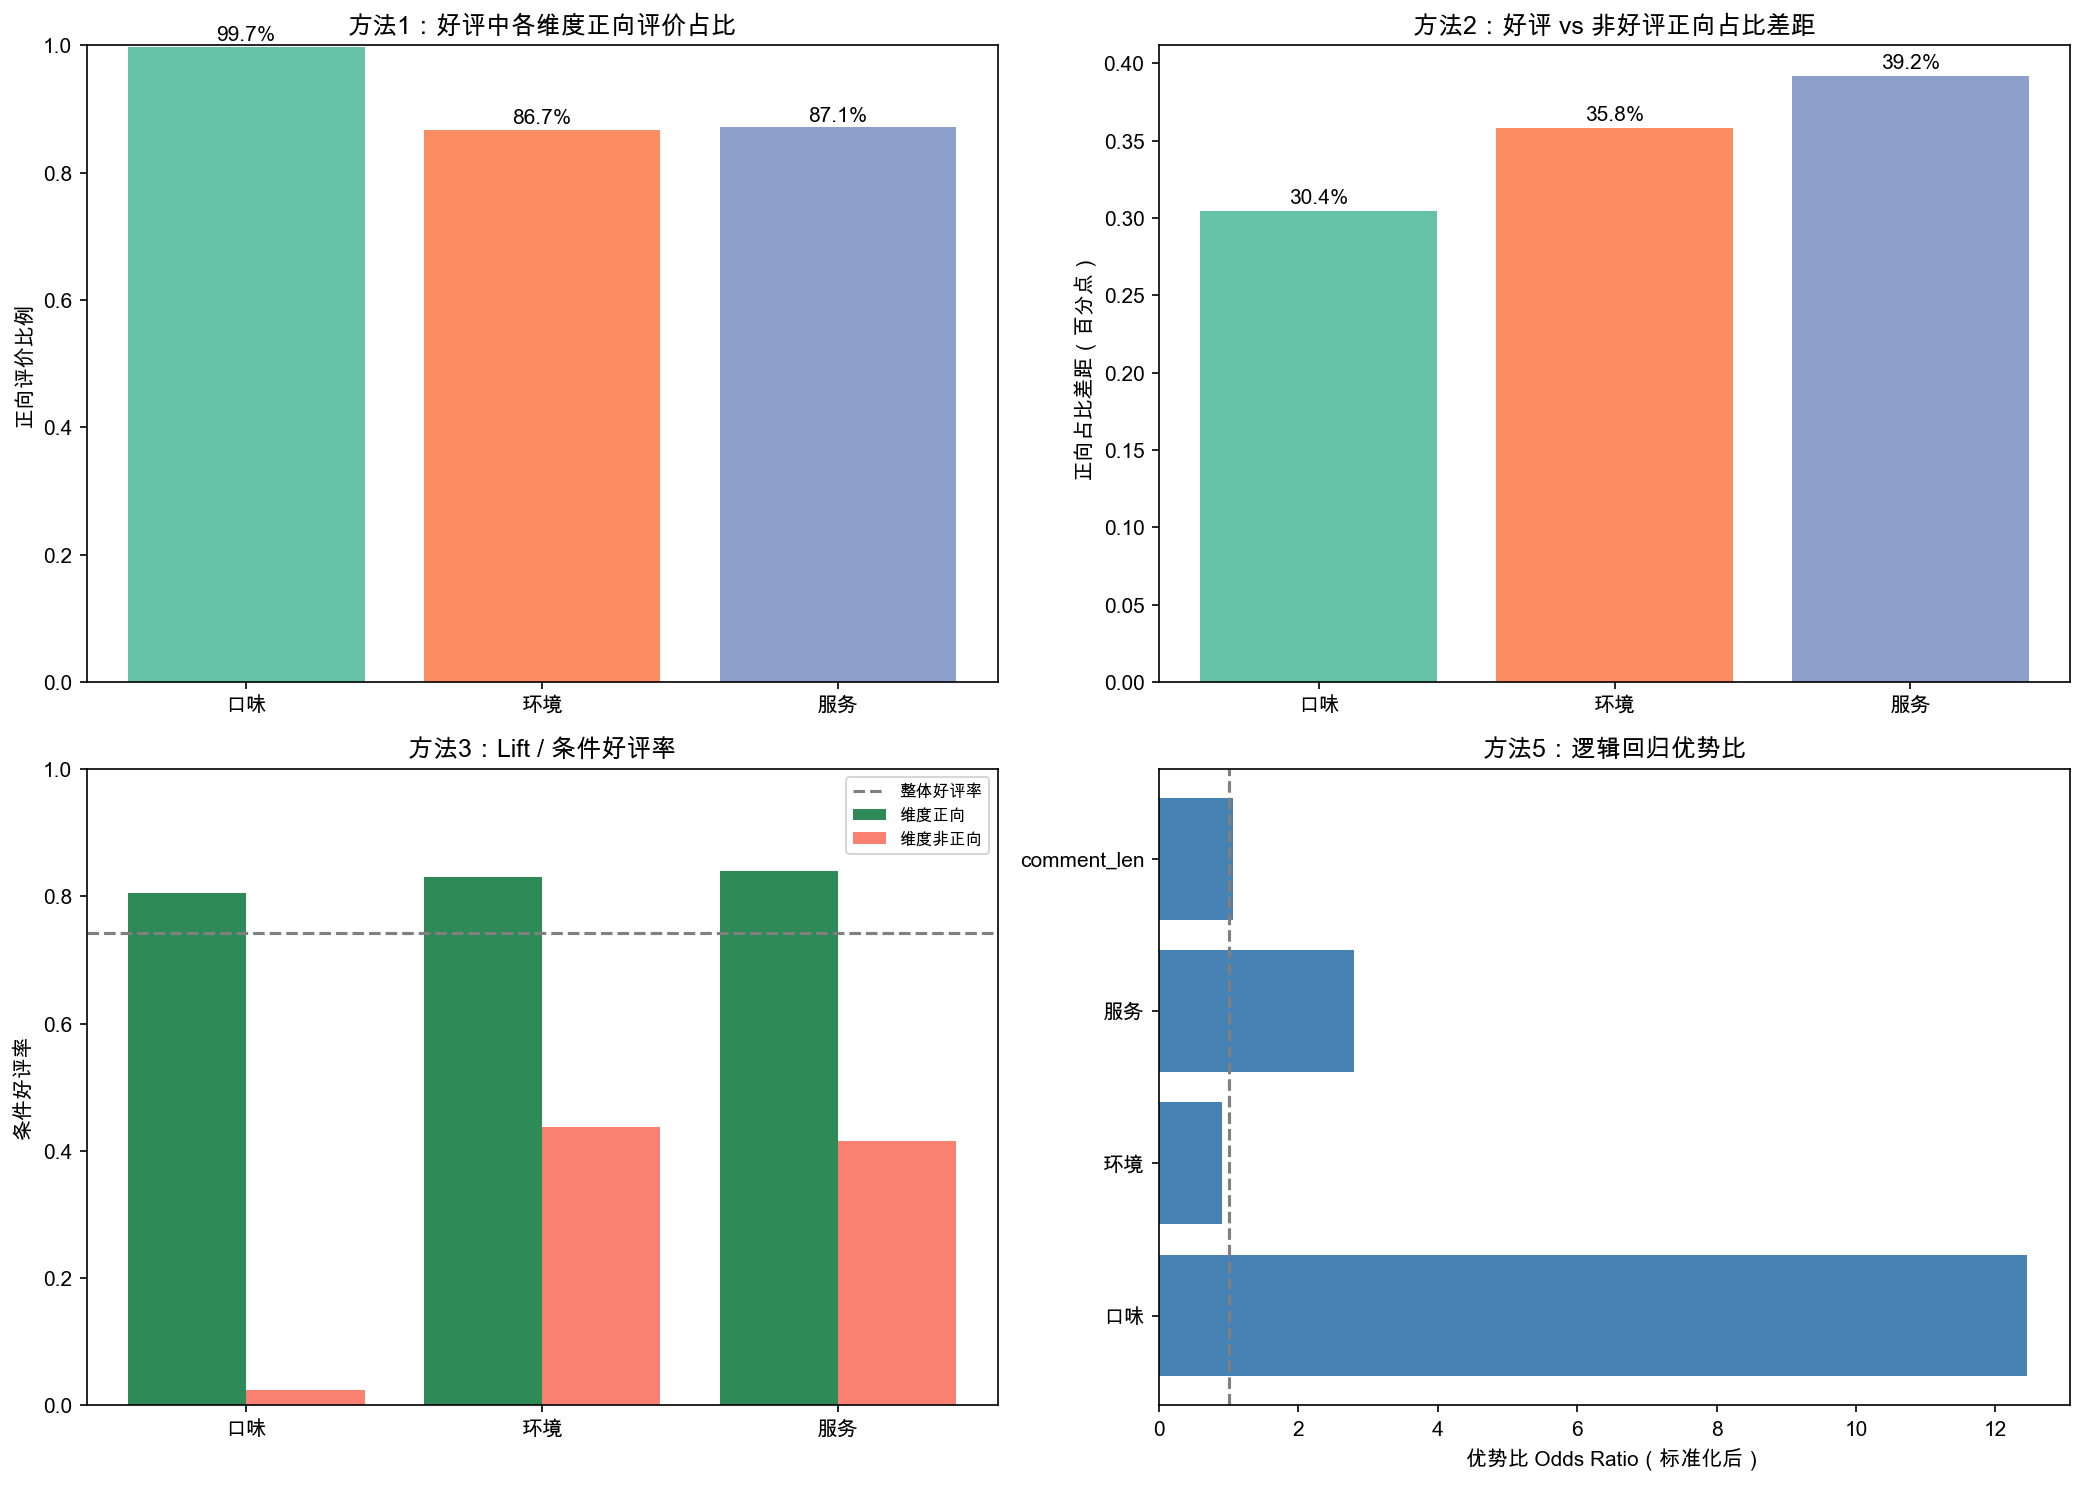 方法1：好评中各维度正向评价占比
正向评价比例
1.0
0.8
0.6
0.4
0.2
0.0
99.7%
86.7%
87.1%
口味
环境
服务
方法2：好评 vs 非好评正向占比差距
正向占比差距（百分点）
0.40
0.35
0.30
0.25
0.20
0.15
0.10
0.05
0.00
30.4%
35.8%
39.2%
口味
环境
服务
方法3：Lift / 条件好评率
条件好评率
1.0
0.8
0.6
0.4
0.2
0.0
整体好评率
维度正向
维度非正向
口味
环境
服务
方法5：逻辑回归优势比
comment_len
服务
环境
口味
0
2
4
6
8
10
12
优势比 Odds Ratio（标准化后）